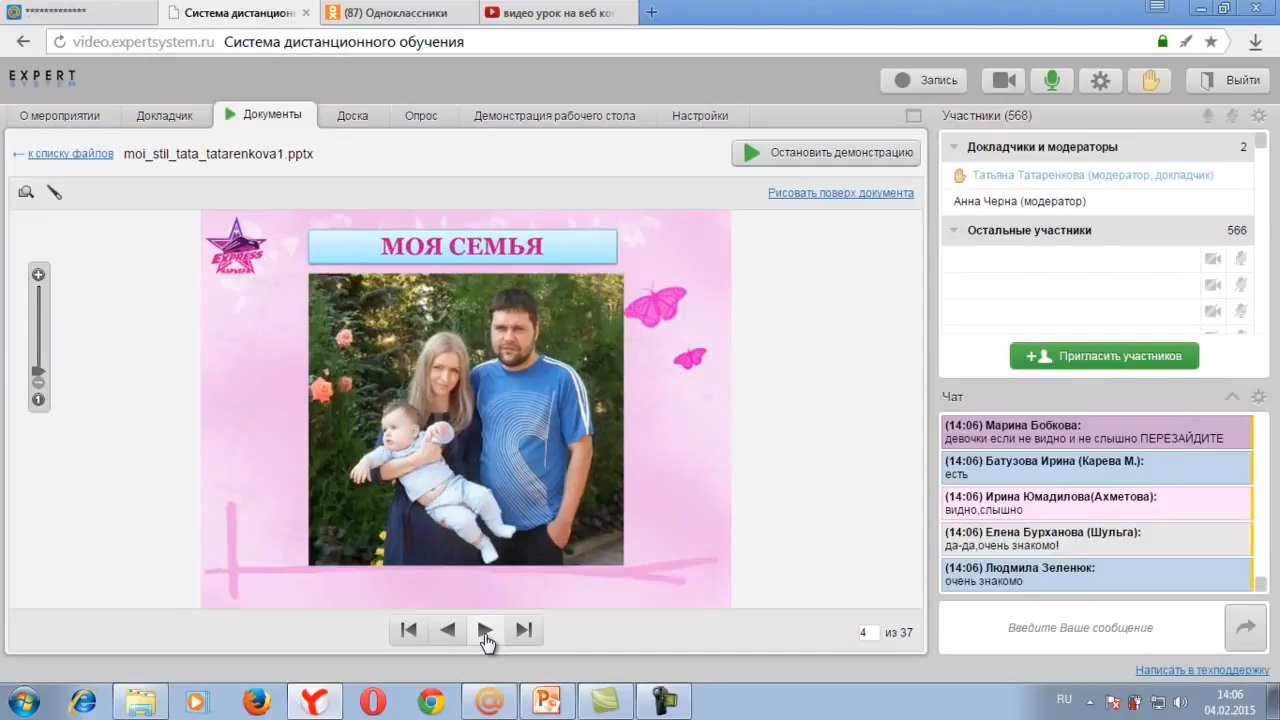 *************
Система дистанцион
(87) Одноклассники
видео урок на веб ко
video.expertsystem.ru Система дистанционного обучения
EXPERT
SYSTEM
Запись
Выйти
О мероприятии
Докладчик
Документы
Доска
Опрос
Демонстрация рабочего стола
Настройки
Участники (568)
← к списку файлов moi_stil_tata_tatarenkova1.pptx
Остановить демонстрацию
Докладчики и модераторы 2
Татьяна Татаренкова (модератор, докладчик)
Анна Черна (модератор)
Рисовать поверх документа
Остальные участники 566
EXPRESS
КАРЬЕРА
МОЯ СЕМЬЯ
1
Пригласить участников
Чат
(14:06) Марина Бобкова:
девочки если не видно и не слышно ПЕРЕЗАЙДИТЕ
(14:06) Батузова Ирина (Карева М.):
есть
(14:06) Ирина Юмадилова(Ахметова):
видно,слышно
(14:06) Елена Бурханова (Шульга):
да-да,очень знакомо!
(14:06) Людмила Зеленюк:
очень знакомо
4 из 37
Введите Ваше сообщение
Написать в техподдержку
RU
14:06
04.02.2015